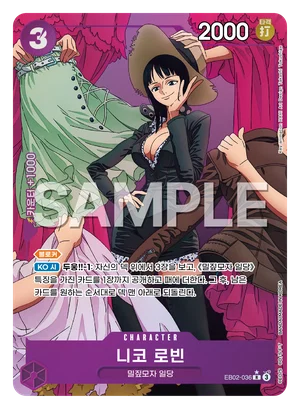 3
2000
타격
打
카운터 +1000
SAMPLE
블로커
KO 시 두웅!!-1: 자신의 덱 위에서 3장을 보고, 《밀짚모자 일당》
특징을 가진 카드를 1장까지 공개하고 패에 더한다. 그 후, 남은
카드를 원하는 순서대로 덱 맨 아래로 되돌린다.
CHARACTER
니코 로빈
밀짚모자 일당
EB02-036 R
3